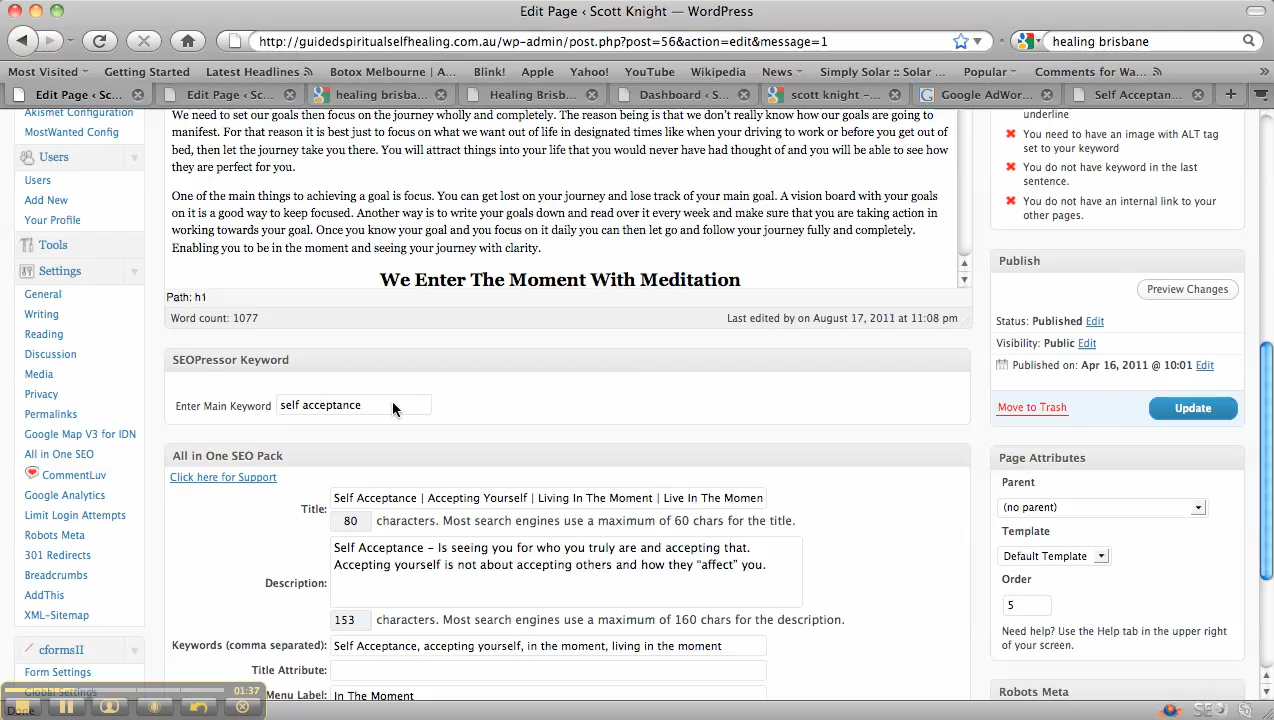 Edit Page ‹ Scott Knight — WordPress
http://guidedspiritualselfhealing.com.au/wp-admin/post.php?post=56&action=edit&message=1
healing brisbane
Most Visited
Getting Started
Latest Headlines
Botox Melbourne | A...
Blink!
Apple
Yahoo!
YouTube
Wikipedia
News
Simply Solar :: Solar ...
Popular
Comments for Wa...
Edit Page ‹ Sc...
Edit Page ‹ Sc...
healing brisba...
Healing Brisb...
Dashboard ‹ S...
scott knight –...
Google AdWor...
Self Acceptan...
Akismet Configuration
MostWanted Config
Users
Users
Add New
Your Profile
Tools
Settings
General
Writing
Reading
Discussion
Media
Privacy
Permalinks
Google Map V3 for IDN
All in One SEO
CommentLuv
Google Analytics
Limit Login Attempts
Robots Meta
301 Redirects
Breadcrumbs
AddThis
XML-Sitemap
cformsII
Form Settings
Global Settings
01:37
Done
We need to set our goals then focus on the journey wholly and completely. The reason being is that we don't really know how our goals are going to
manifest. For that reason it is best just to focus on what we want out of life in designated times like when your driving to work or before you get out of
bed, then let the journey take you there. You will attract things into your life that you would never have had thought of and you will be able to see how
they are perfect for you.
One of the main things to achieving a goal is focus. You can get lost on your journey and lose track of your main goal. A vision board with your goals
on it is a good way to keep focused. Another way is to write your goals down and read over it every week and make sure that you are taking action in
working towards your goal. Once you know your goal and you focus on it daily you can then let go and follow your journey fully and completely.
Enabling you to be in the moment and seeing your journey with clarity.
We Enter The Moment With Meditation
Path: h1
Word count: 1077
Last edited by on August 17, 2011 at 11:08 pm
SEOPressor Keyword
Enter Main Keyword
self acceptance
All in One SEO Pack
Click here for Support
Title:
Self Acceptance | Accepting Yourself | Living In The Moment | Live In The Momen
80 characters. Most search engines use a maximum of 60 chars for the title.
Description:
Self Acceptance – Is seeing you for who you truly are and accepting that.
Accepting yourself is not about accepting others and how they “affect” you.
153 characters. Most search engines use a maximum of 160 chars for the description.
Keywords (comma separated):
Self Acceptance, accepting yourself, in the moment, living in the moment
Title Attribute:
Menu Label:
In The Moment
underline
You need to have an image with ALT tag
set to your keyword
You do not have keyword in the last
sentence.
You do not have an internal link to your
other pages.
Publish
Preview Changes
Status: Published Edit
Visibility: Public Edit
Published on: Apr 16, 2011 @ 10:01 Edit
Move to Trash
Update
Page Attributes
Parent
(no parent)
Template
Default Template
Order
5
Need help? Use the Help tab in the upper right
of your screen.
Robots Meta